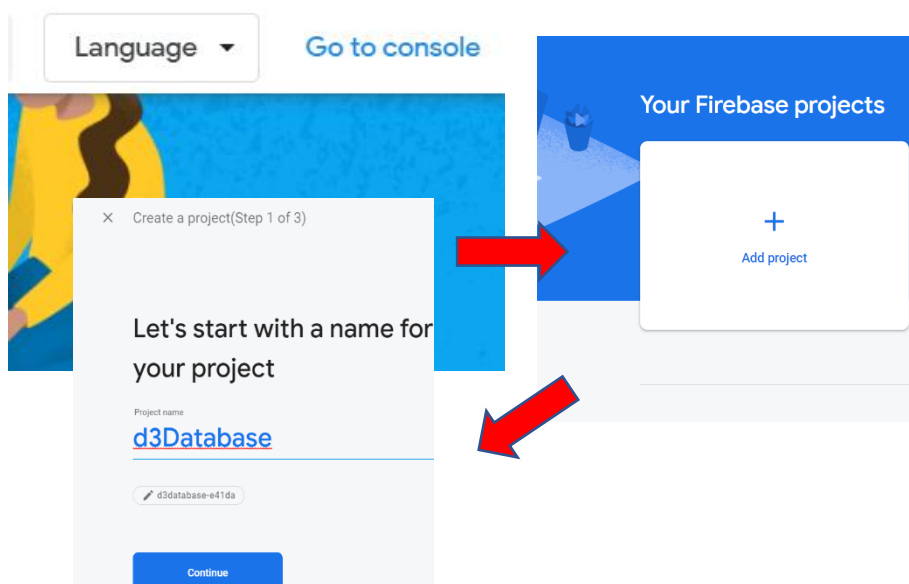 Language
Go to console
Your Firebase projects
Add project
Create a project(Step 1 of 3)
Let's start with a name for
your project
Project name
d3Database
d3database-e41da
Continue